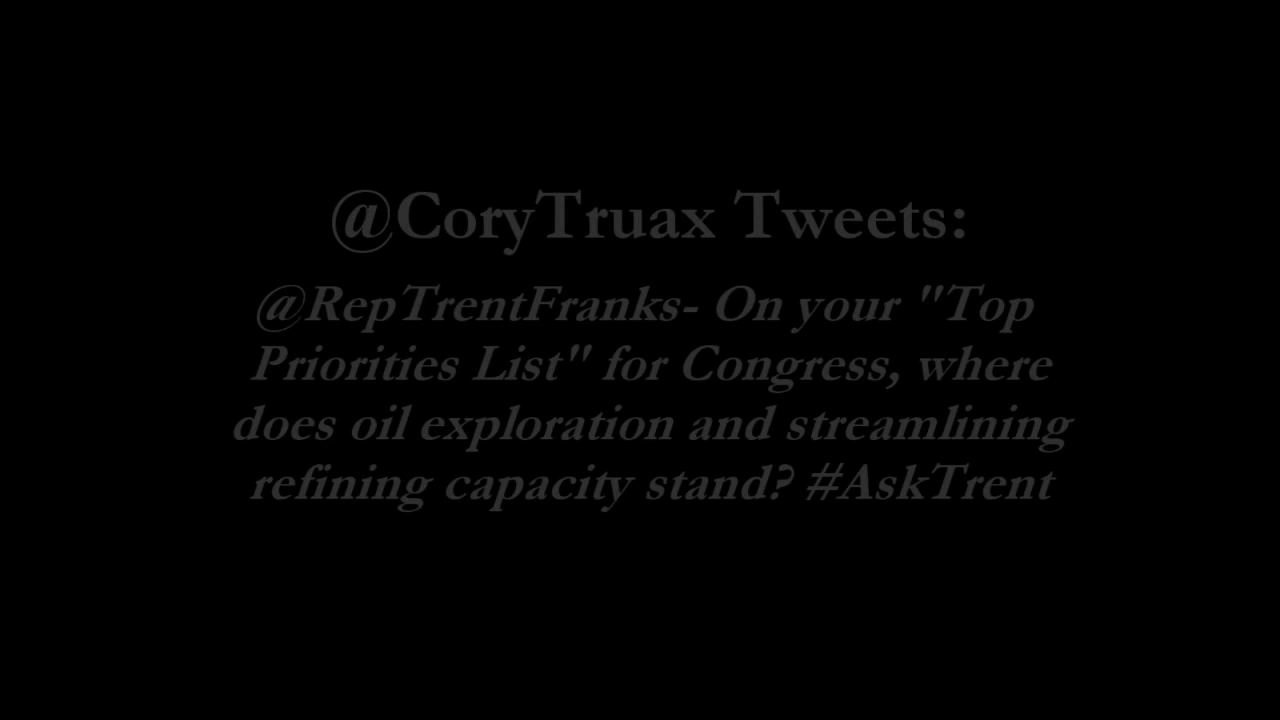 @CoryTruax Tweets:
@RepTrentFranks- On your "Top
Priorities List" for Congress, where
does oil exploration and streamlining
refining capacity stand? #AskTrent